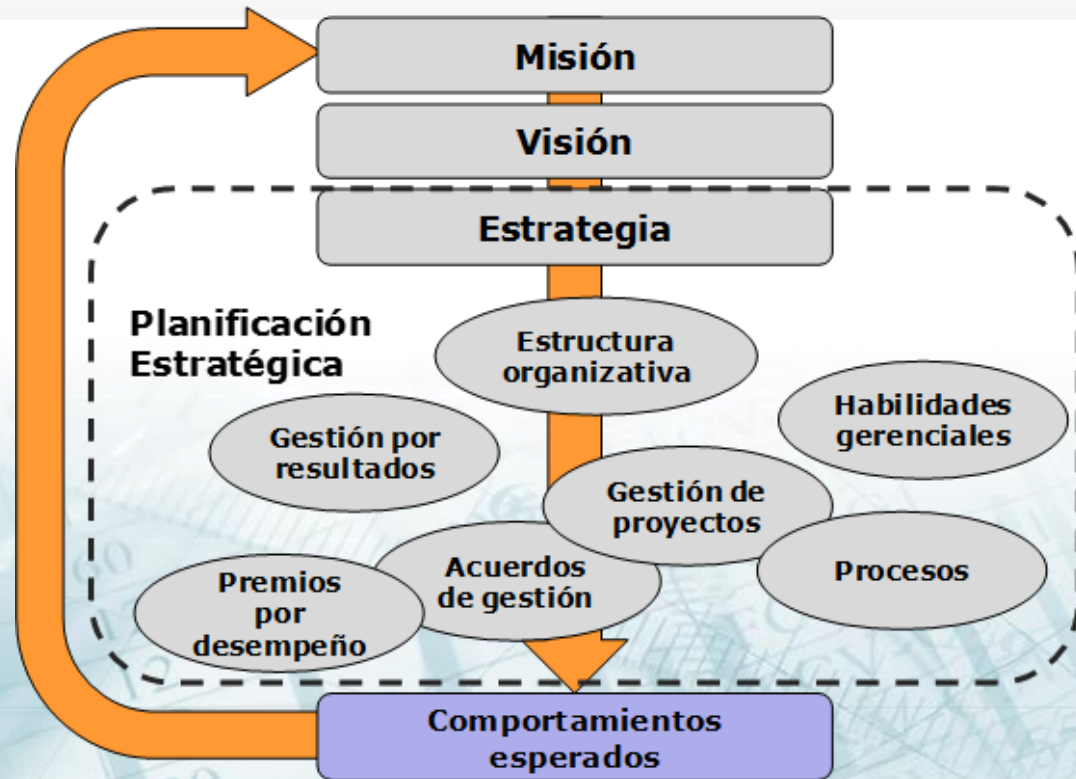 Misión
Visión
Estrategia
Planificación
Estratégica
Estructura
organizativa
Habilidades
gerenciales
Gestión por
resultados
Gestión de
proyectos
Acuerdos
de gestión
Procesos
Premios
por
desempeño
Comportamientos
esperados